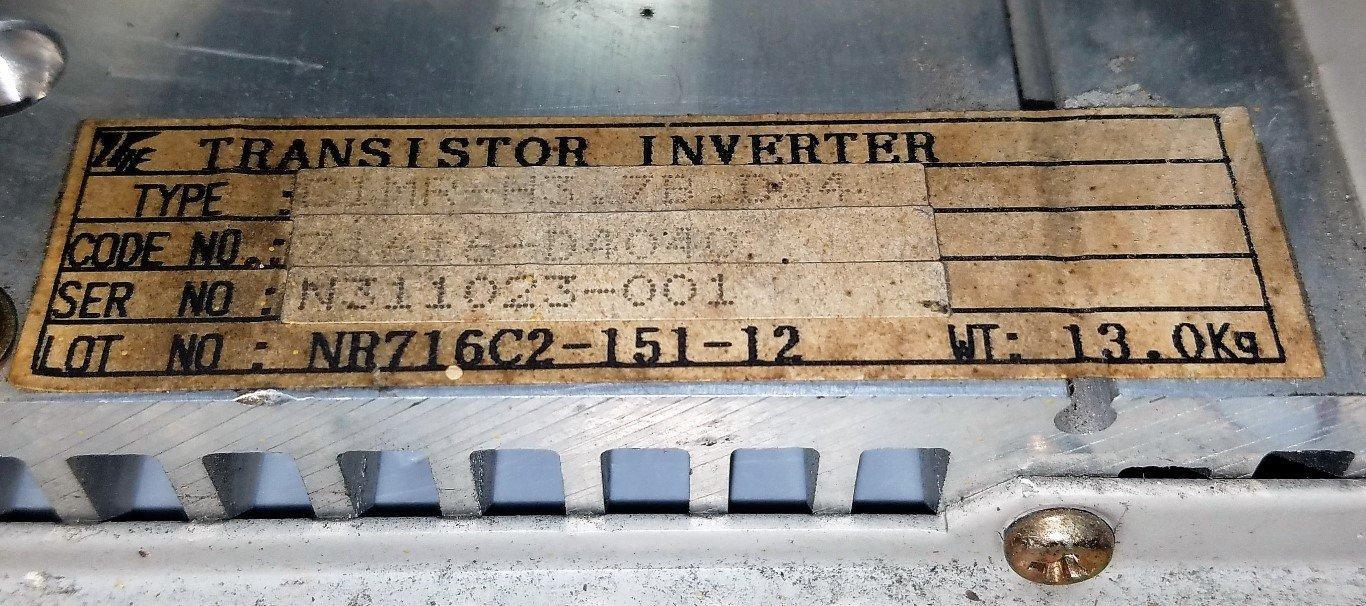 TRANSISTOR INVERTER
TYPE :
CODE NO.:
SER NO : N311023-001
LOT NO : NR716C2-151-12 WT: 13.0Kg